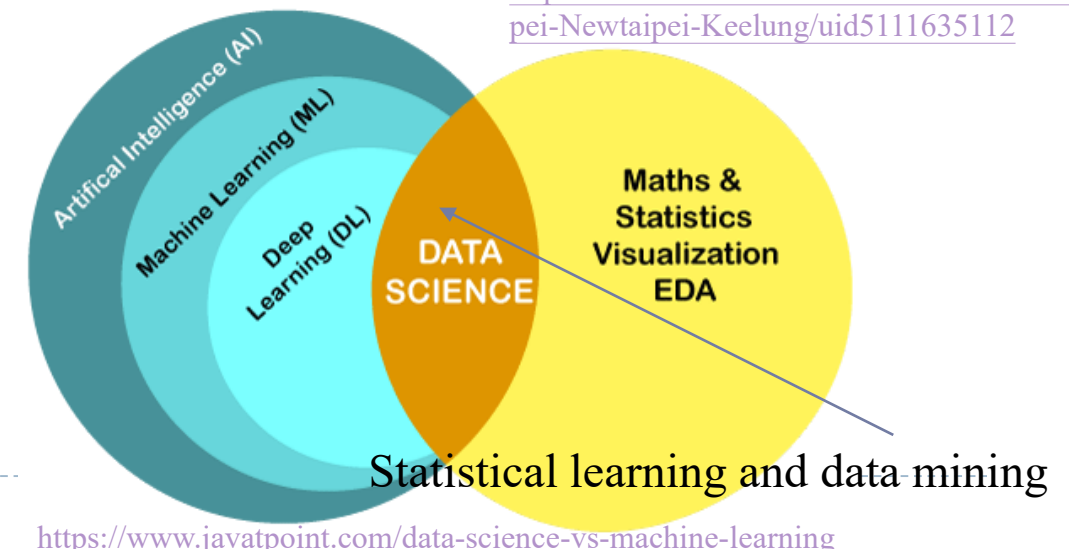 pei-Newtaipei-Keelung/uid5111635112
Artifical Intelligence (AI)
Machine Learning (ML)
Deep
Learning (DL)
DATA
SCIENCE
Maths &
Statistics
Visualization
EDA
Statistical learning and data mining
https://www.javatpoint.com/data-science-vs-machine-learning